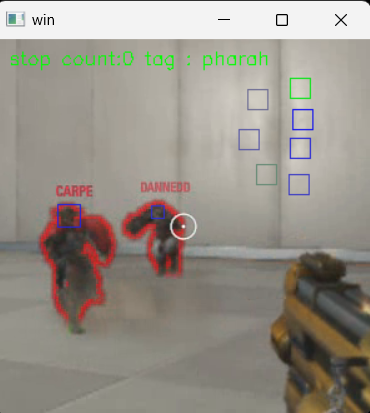 win
stop count:0 tag : pharah
CARPE
DANNEDD